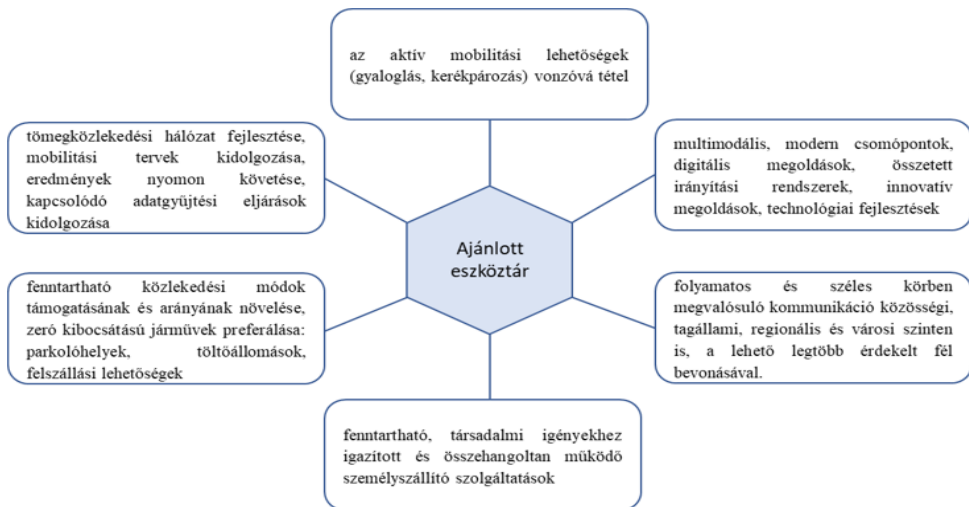 az aktív mobilitási lehetőségek
(gyaloglás, kerékpározás) vonzóvá tétel
tömegközlekedési hálózat fejlesztése,
mobilitási tervek kidolgozása,
eredmények nyomon követése,
kapcsolódó adatgyűjtési eljárások
kidolgozása
multimodális, modern csomópontok,
digitális megoldások, összetett
irányítási rendszerek, innovatív
megoldások, technológiai fejlesztések
Ajánlott
eszköztár
fenntartható közlekedési módok
támogatásának és arányának növelése,
zéró kibocsátású járművek preferálása:
parkolóhelyek, töltőállomások,
felszállási lehetőségek
folyamatos és széles körben
megvalósuló kommunikáció közösségi,
tagállami, regionális és városi szinten
is, a lehető legtöbb érdekelt fél
bevonásával.
fenntartható, társadalmi igényekhez
igazított és összehangoltan működő
személyszállító szolgáltatások